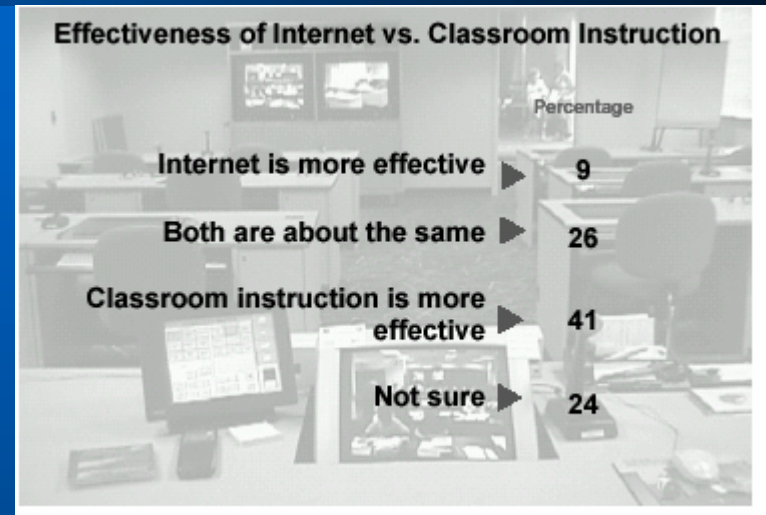 Effectiveness of Internet vs. Classroom Instruction
Percentage
Internet is more effective 9
Both are about the same 26
Classroom instruction is more
effective 41
Not sure 24